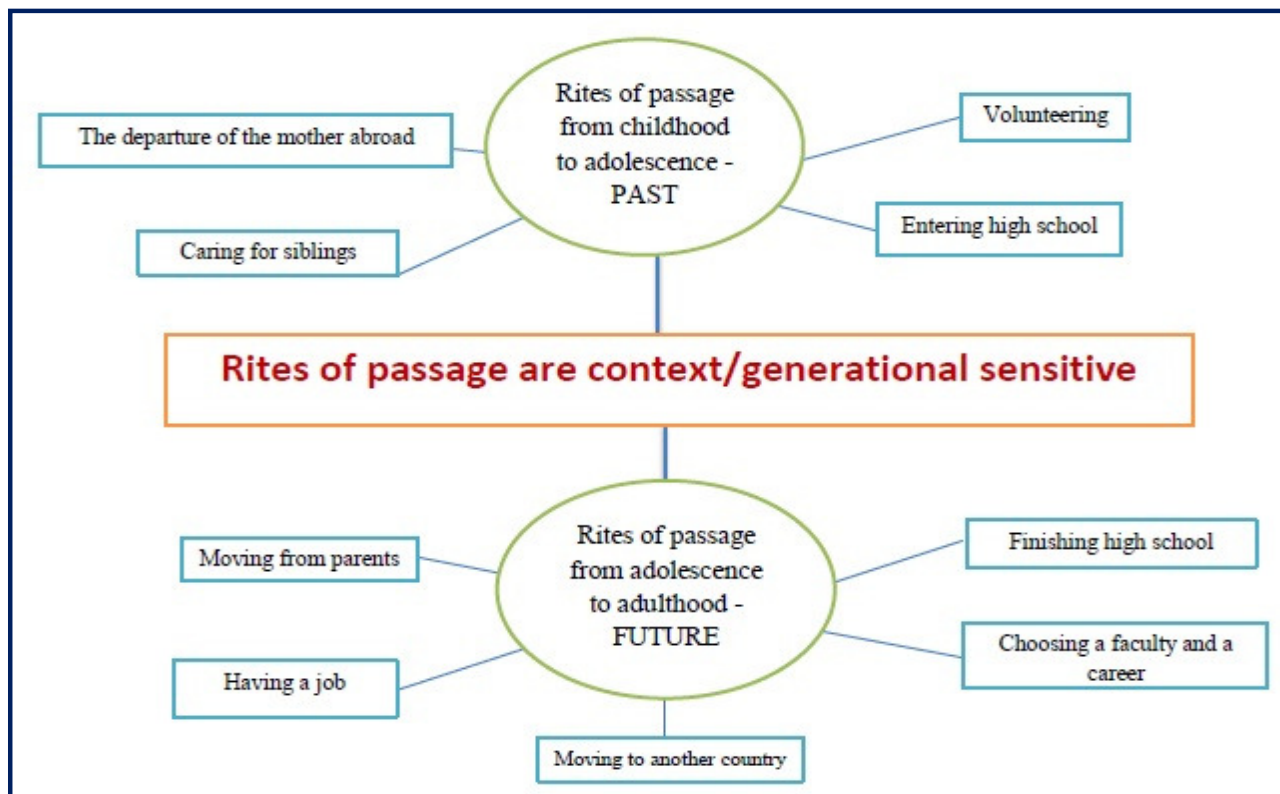 Rites of passage
from childhood
to adolescence -
PAST
The departure of the mother abroad
Volunteering
Caring for siblings
Entering high school
Rites of passage are context/generational sensitive
Rites of passage
from adolescence
to adulthood -
FUTURE
Moving from parents
Finishing high school
Having a job
Choosing a faculty and a
career
Moving to another country